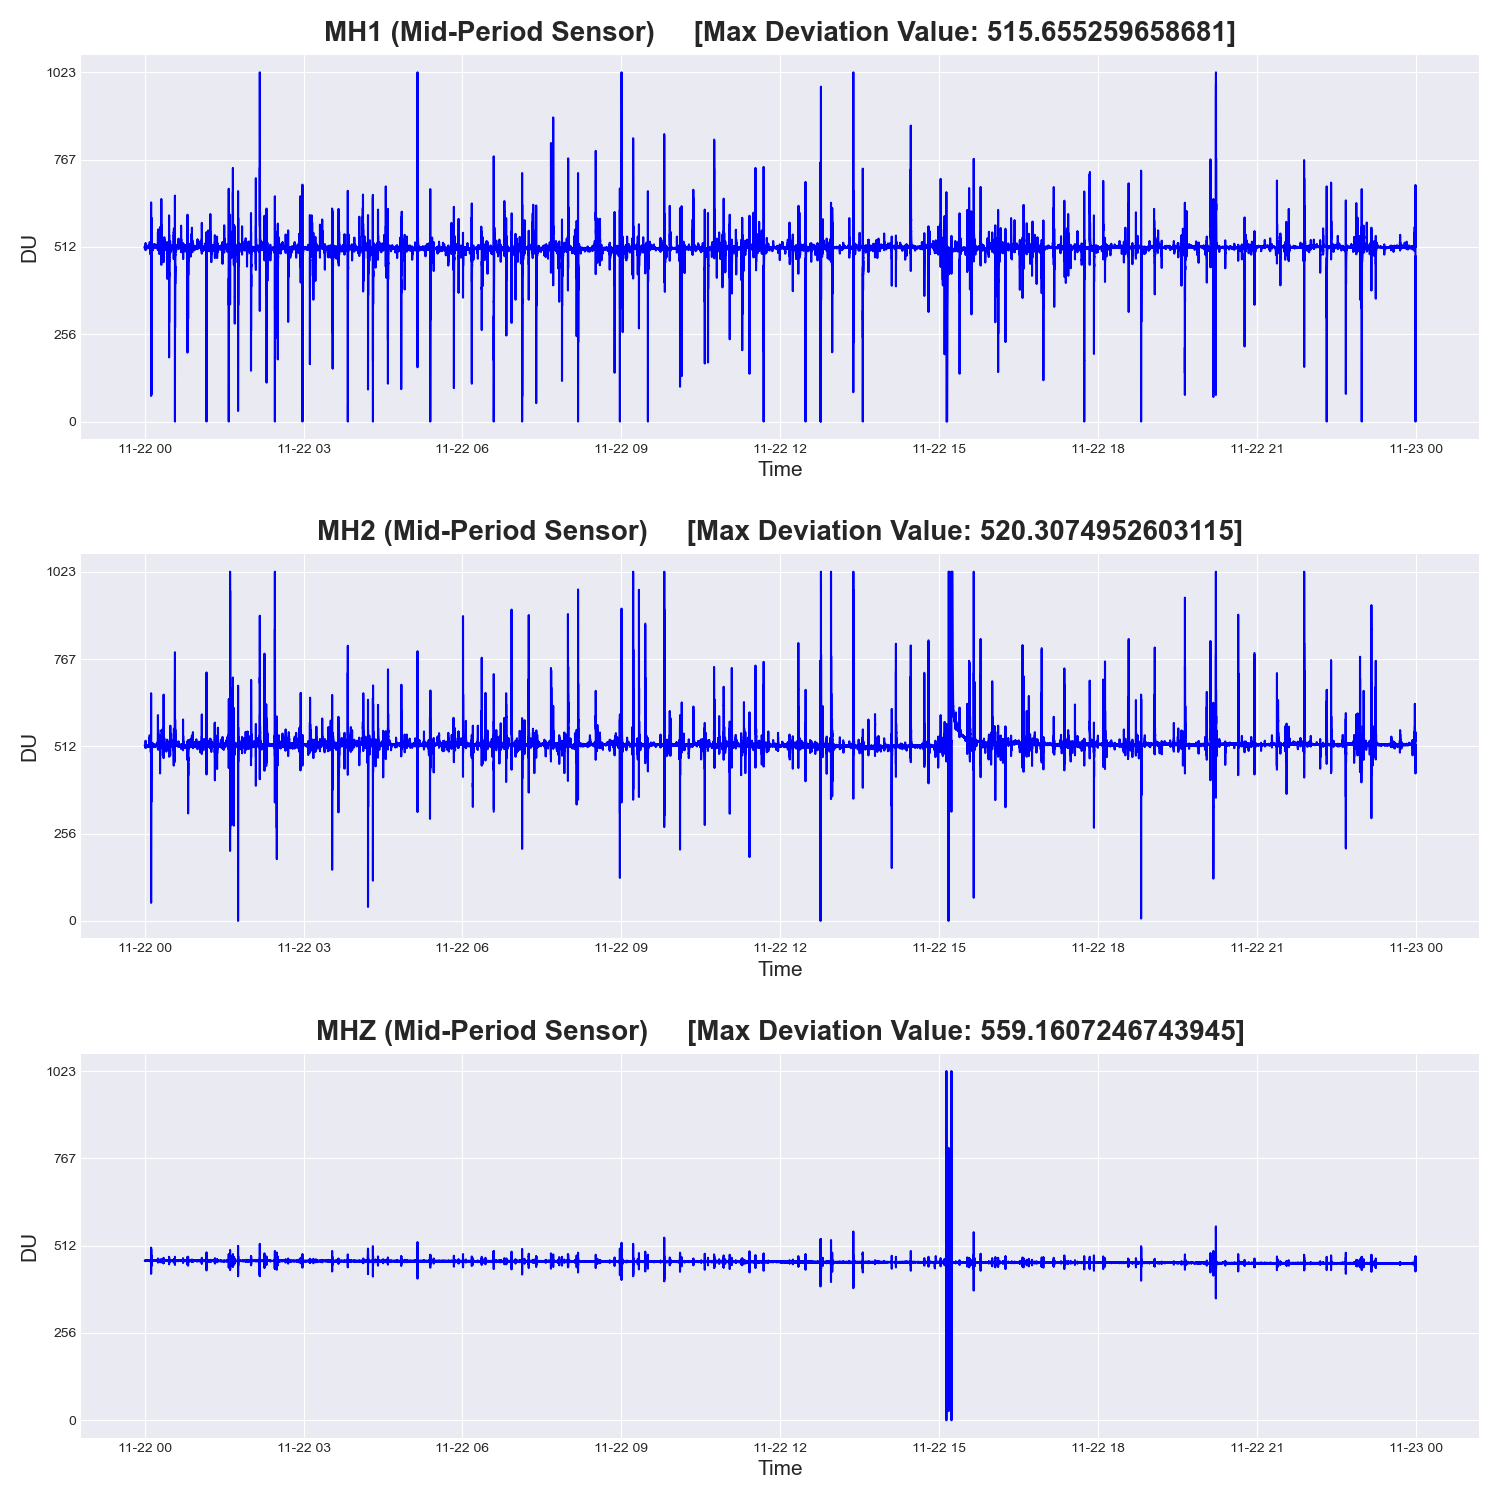 MH1 (Mid-Period Sensor) [Max Deviation Value: 515.655259658681]
1023
767
512
256
0
DU
11-22 00 11-22 03 11-22 06 11-22 09 11-22 12 11-22 15 11-22 18 11-22 21 11-23 00
Time
MH2 (Mid-Period Sensor) [Max Deviation Value: 520.3074952603115]
1023
767
512
256
0
DU
11-22 00 11-22 03 11-22 06 11-22 09 11-22 12 11-22 15 11-22 18 11-22 21 11-23 00
Time
MHZ (Mid-Period Sensor) [Max Deviation Value: 559.1607246743945]
1023
767
512
256
0
DU
11-22 00 11-22 03 11-22 06 11-22 09 11-22 12 11-22 15 11-22 18 11-22 21 11-23 00
Time